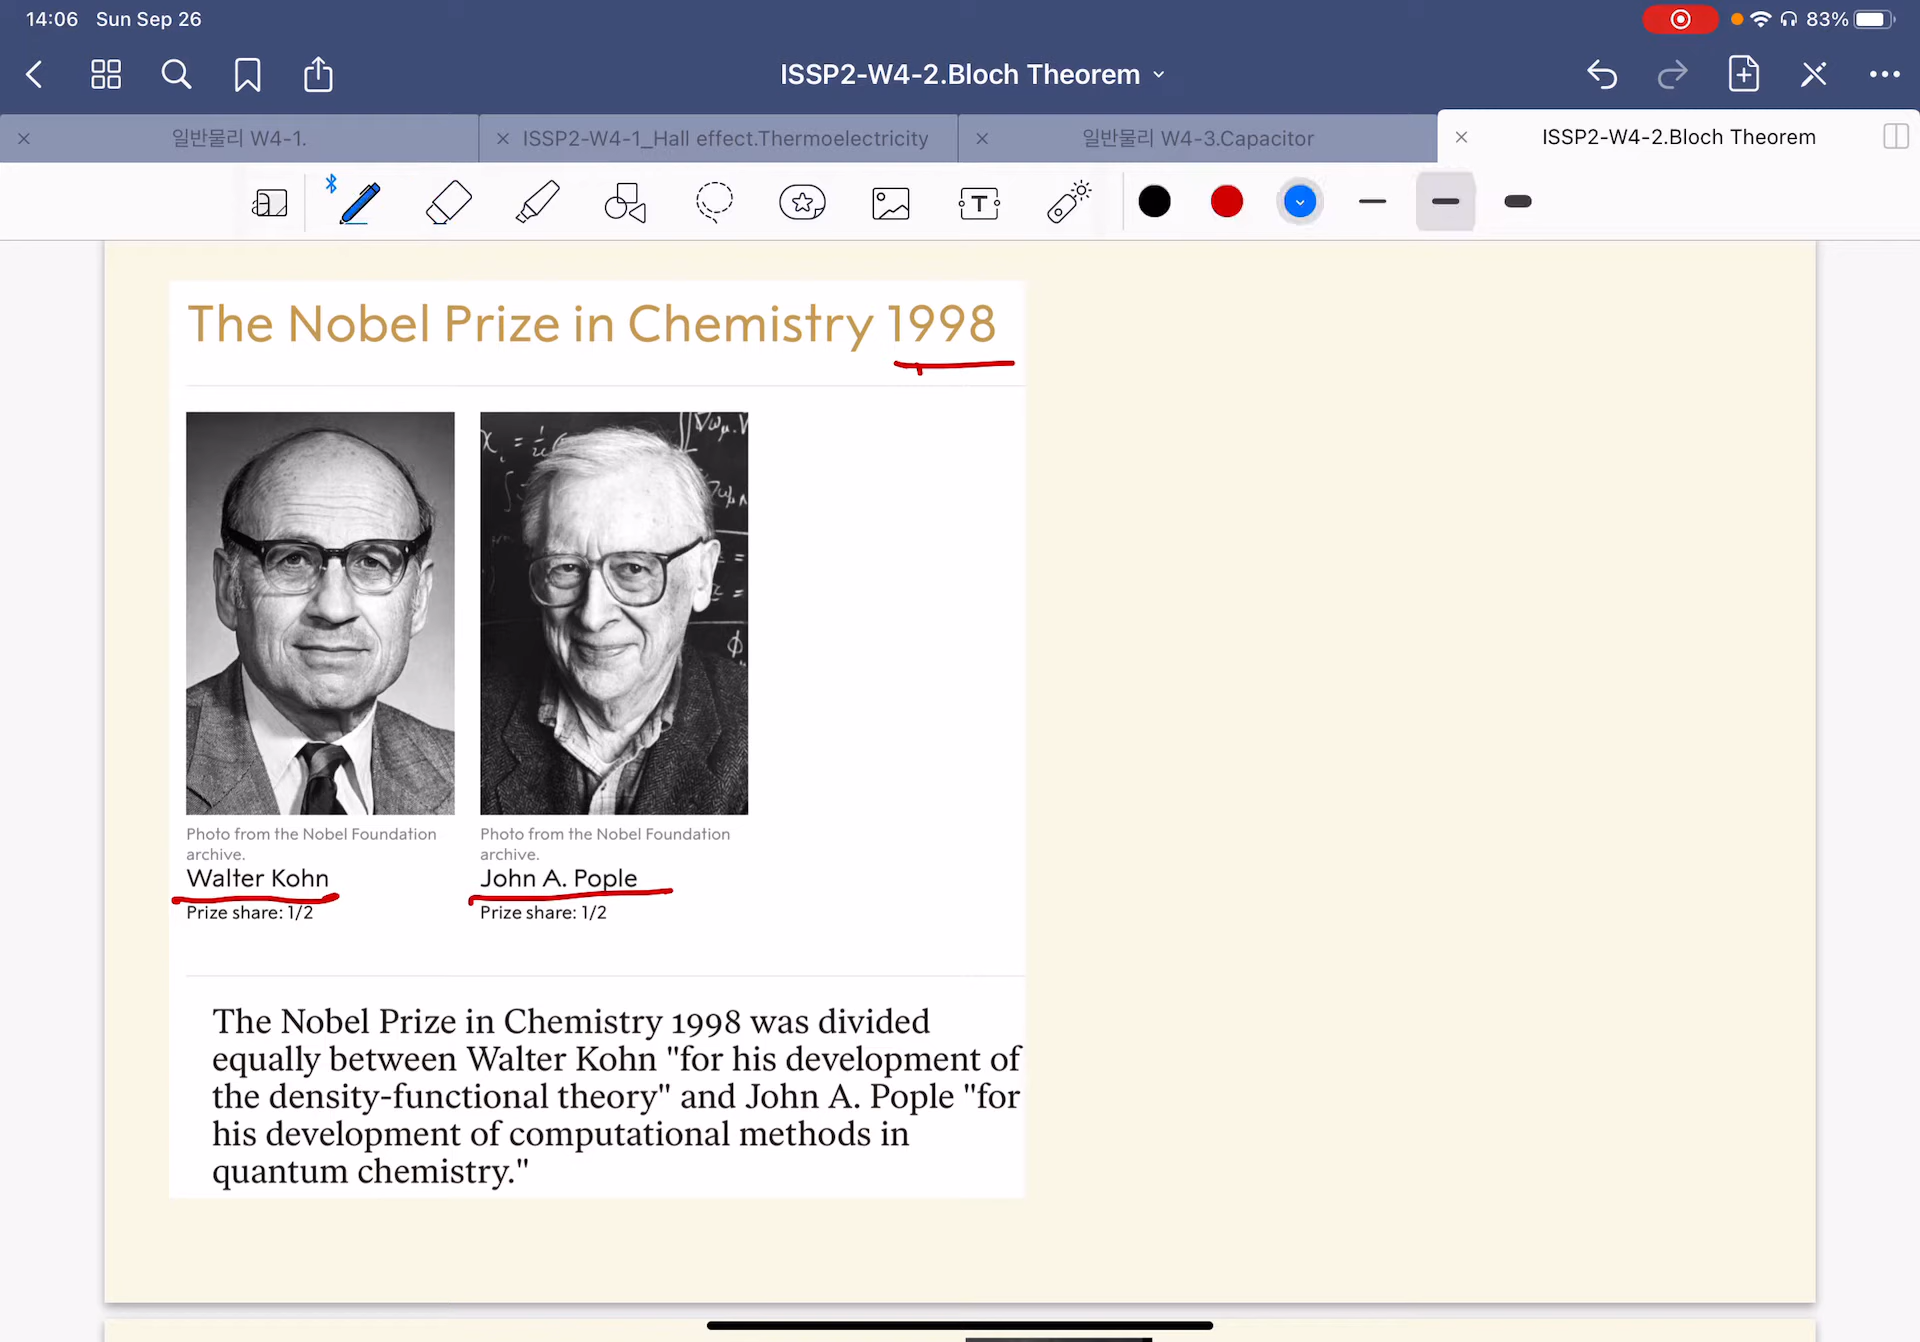 14:06 Sun Sep 26
83%
ISSP2-W4-2.Bloch Theorem
일반물리 W4-1.
ISSP2-W4-1_Hall effect.Thermoelectricity
일반물리 W4-3.Capacitor
ISSP2-W4-2.Bloch Theorem
T
The Nobel Prize in Chemistry 1998
Photo from the Nobel Foundation
archive.
Walter Kohn
Prize share: 1/2
Photo from the Nobel Foundation
archive.
John A. Pople
Prize share: 1/2
The Nobel Prize in Chemistry 1998 was divided
equally between Walter Kohn "for his development of
the density-functional theory" and John A. Pople "for
his development of computational methods in
quantum chemistry."